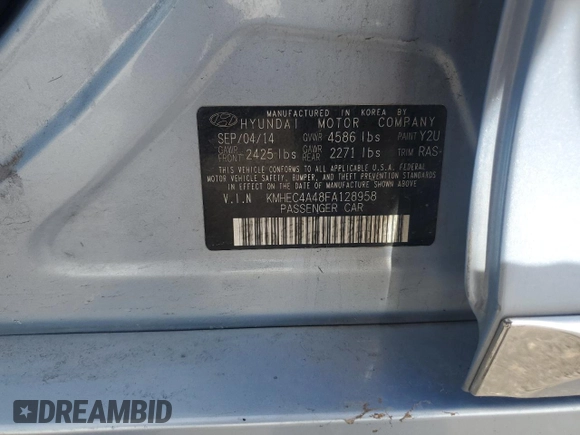 MANUFACTURED IN KOREA BY
HYUNDAI MOTOR COMPANY
SEP/04/14 GVWR 4586 lbs PAINT Y2U
GAWR FRONT 2425 lbs GAWR REAR 2271 lbs TRIM RAS
THIS VEHICLE CONFORMS TO ALL APPLICABLE U.S.A. FEDERAL
MOTOR VEHICLE SAFETY, BUMPER, AND THEFT PREVENTION STANDARDS
IN EFFECT ON THE DATE OF MANUFACTURE SHOWN ABOVE.
V.I.N KMHEC4A48FA128958
PASSENGER CAR
DREAMBID